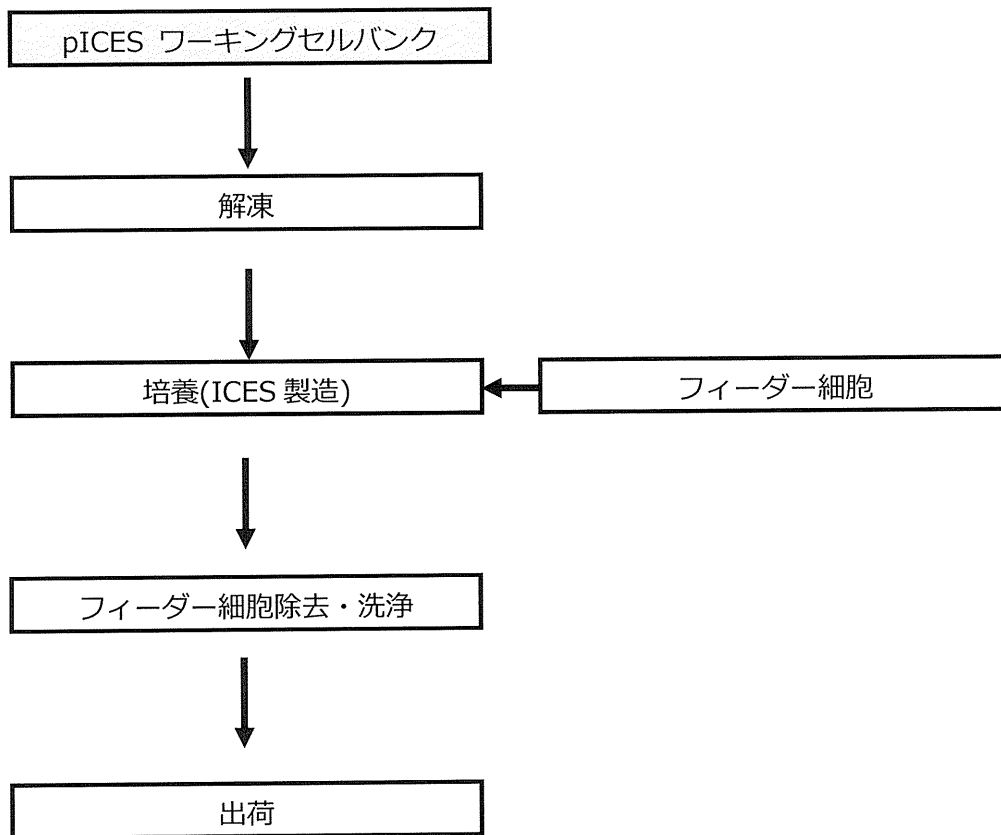 pICES ワーキングセルバンク
解凍
培養(ICES 製造)
フィーダー細胞
フィーダー細胞除去・洗浄
出荷